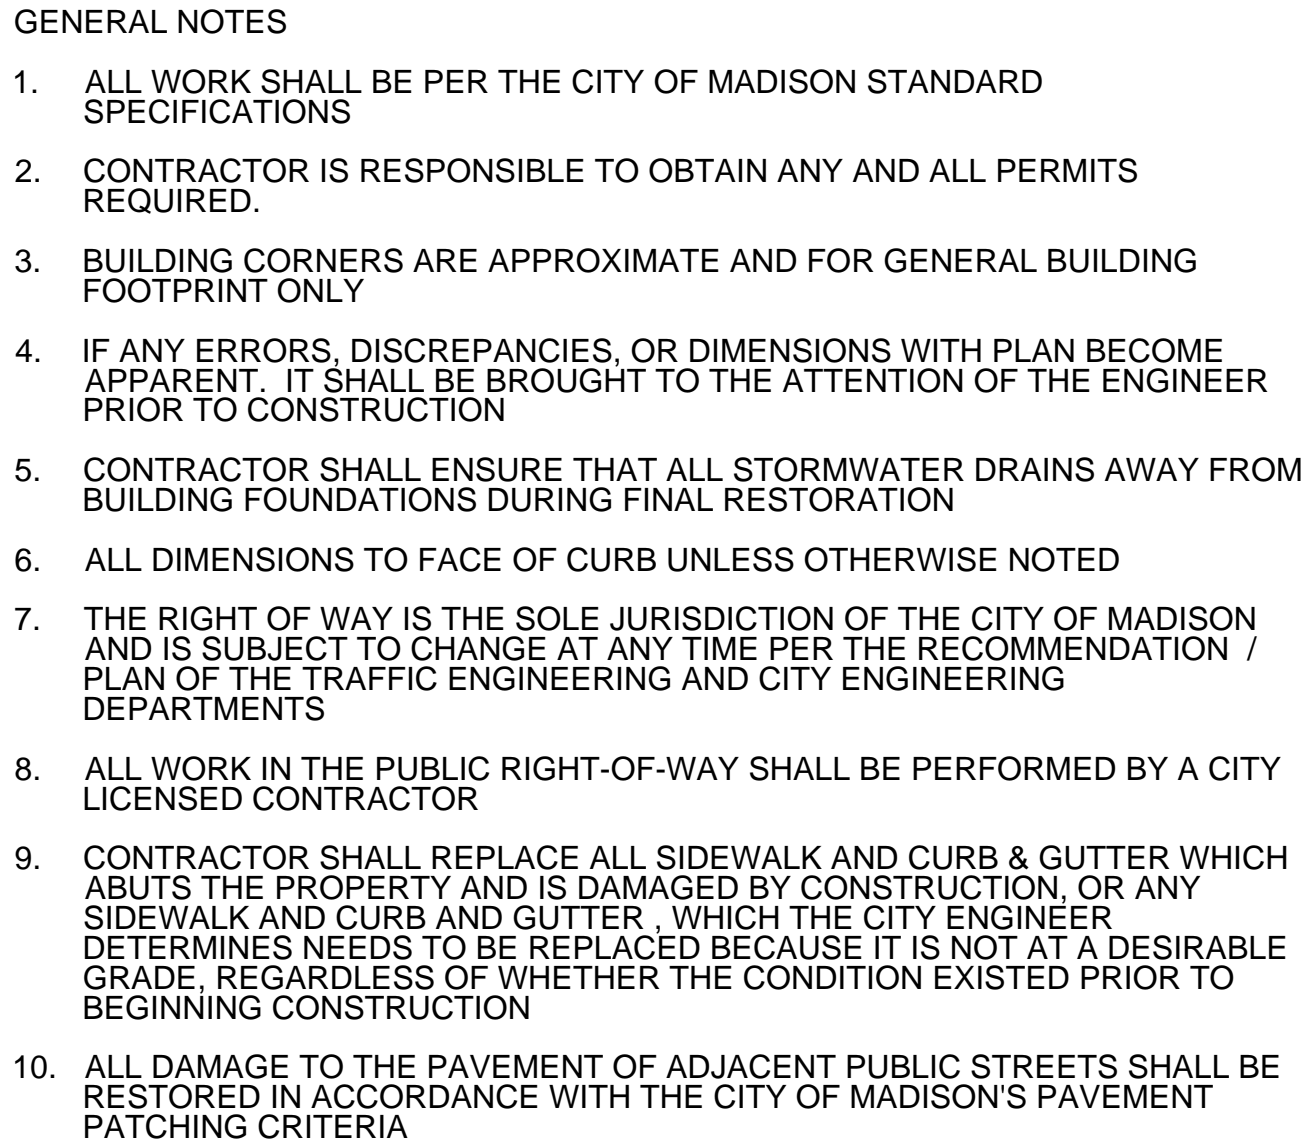 GENERAL NOTES
1. ALL WORK SHALL BE PER THE CITY OF MADISON STANDARD
SPECIFICATIONS
2. CONTRACTOR IS RESPONSIBLE TO OBTAIN ANY AND ALL PERMITS
REQUIRED.
3. BUILDING CORNERS ARE APPROXIMATE AND FOR GENERAL BUILDING
FOOTPRINT ONLY
4. IF ANY ERRORS, DISCREPANCIES, OR DIMENSIONS WITH PLAN BECOME
APPARENT.  IT SHALL BE BROUGHT TO THE ATTENTION OF THE ENGINEER
PRIOR TO CONSTRUCTION
5. CONTRACTOR SHALL ENSURE THAT ALL STORMWATER DRAINS AWAY FROM
BUILDING FOUNDATIONS DURING FINAL RESTORATION
6. ALL DIMENSIONS TO FACE OF CURB UNLESS OTHERWISE NOTED
7. THE RIGHT OF WAY IS THE SOLE JURISDICTION OF THE CITY OF MADISON
AND IS SUBJECT TO CHANGE AT ANY TIME PER THE RECOMMENDATION  /
PLAN OF THE TRAFFIC ENGINEERING AND CITY ENGINEERING
DEPARTMENTS
8. ALL WORK IN THE PUBLIC RIGHT-OF-WAY SHALL BE PERFORMED BY A CITY
LICENSED CONTRACTOR
9. CONTRACTOR SHALL REPLACE ALL SIDEWALK AND CURB & GUTTER WHICH
ABUTS THE PROPERTY AND IS DAMAGED BY CONSTRUCTION, OR ANY
SIDEWALK AND CURB AND GUTTER , WHICH THE CITY ENGINEER
DETERMINES NEEDS TO BE REPLACED BECAUSE IT IS NOT AT A DESIRABLE
GRADE, REGARDLESS OF WHETHER THE CONDITION EXISTED PRIOR TO
BEGINNING CONSTRUCTION
10. ALL DAMAGE TO THE PAVEMENT OF ADJACENT PUBLIC STREETS SHALL BE
RESTORED IN ACCORDANCE WITH THE CITY OF MADISON'S PAVEMENT
PATCHING CRITERIA